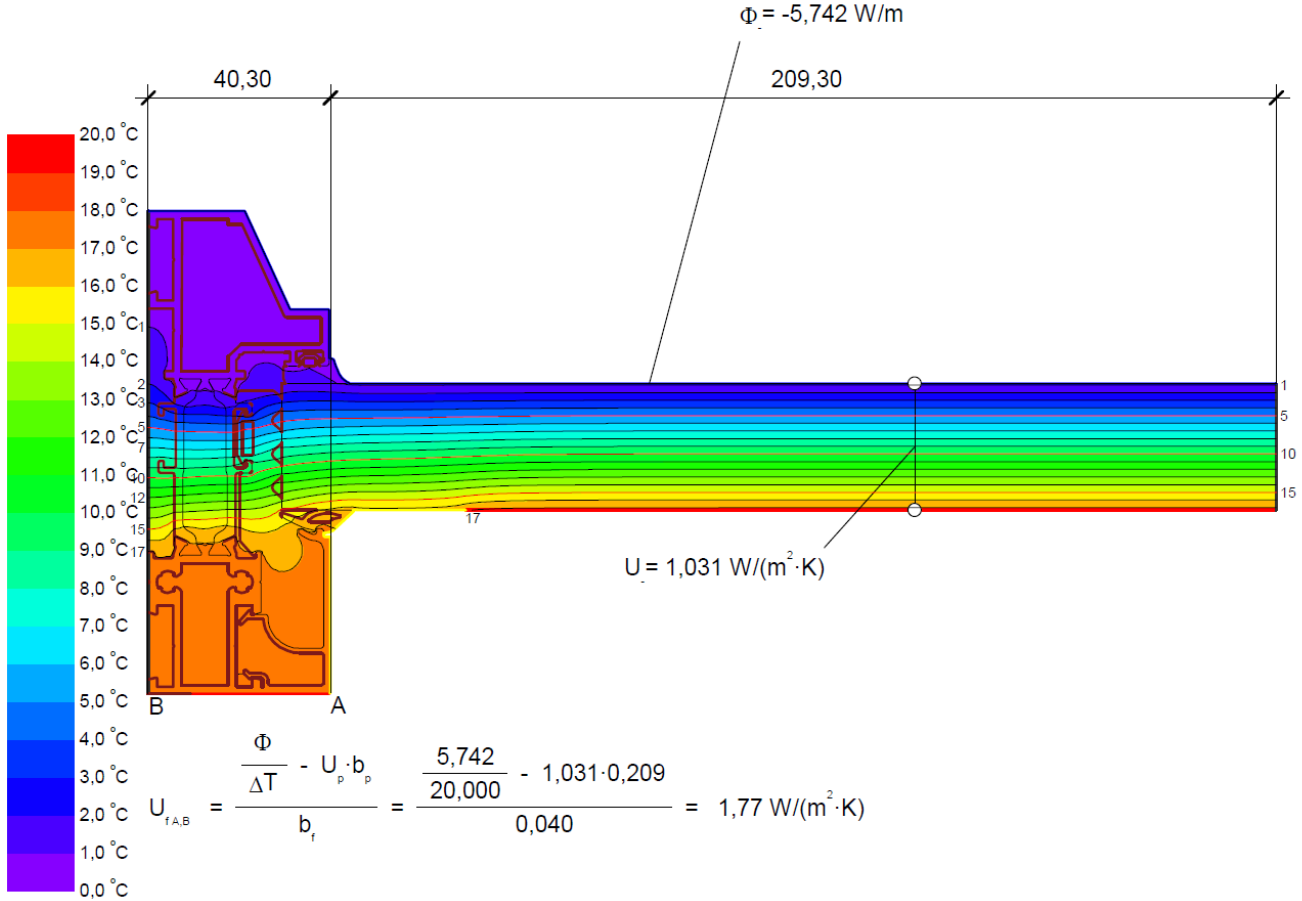 Φ = -5,742 W/m
40,30
209,30
20,0 °C
19,0 °C
18,0 °C
17,0 °C
16,0 °C
15,0 °C
14,0 °C
13,0 °C
12,0 °C
11,0 °C
10,0 °C
9,0 °C
8,0 °C
7,0 °C
6,0 °C
5,0 °C
4,0 °C
3,0 °C
2,0 °C
1,0 °C
0,0 °C
1
2
3
5
7
10
12
15
17
1
5
10
15
17
U = 1,031 W/(m²·K)
B
A
U_f A,B = (Φ/ΔT - U_p·b_p)/b_f = (5,742/20,000 - 1,031·0,209)/0,040 = 1,77 W/(m²·K)